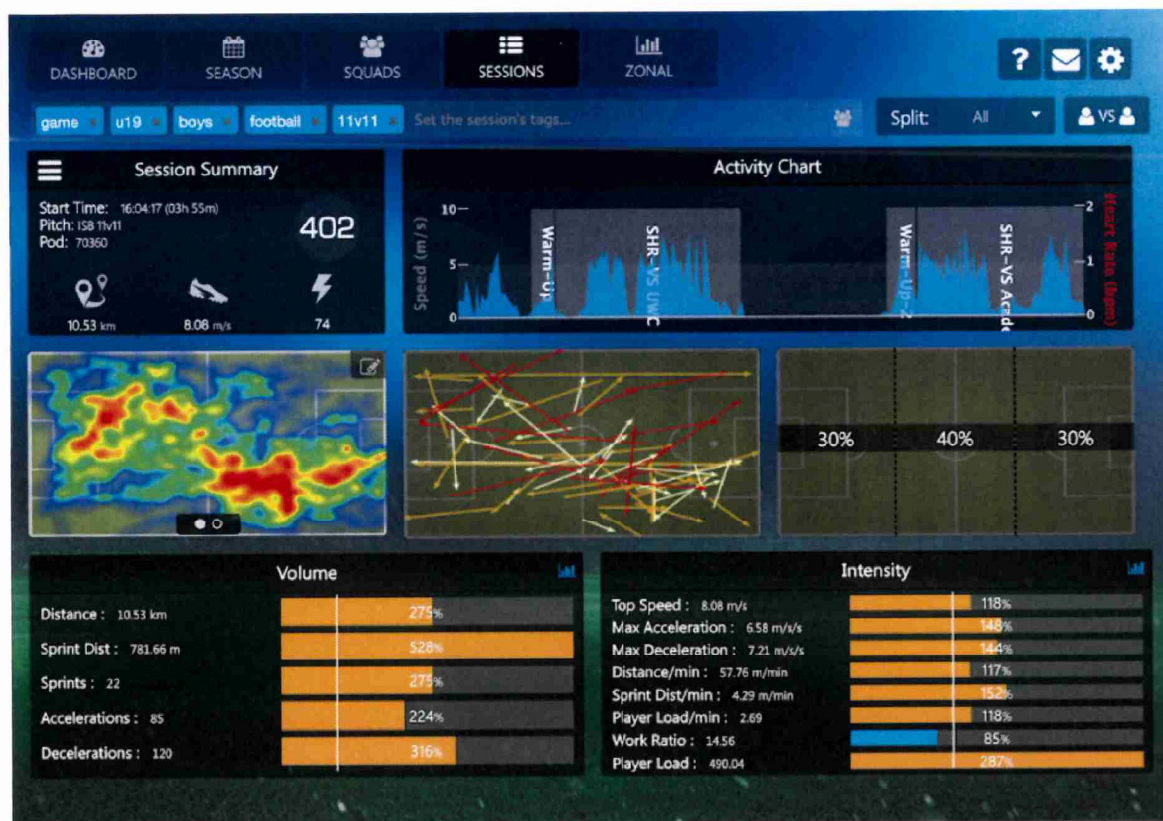 DASHBOARD
SEASON
SQUADS
SESSIONS
ZONAL
?
game ×
u19 ×
boys ×
football ×
11v11 ×
Set the session's tags...
Split: All
VS
Session Summary
Start Time: 16:04:17 (03h 55m)
Pitch: ISB 11v11
Pod: 70360
402
10.53 km
8.08 m/s
74
Activity Chart
Speed (m/s)
10
5
0
Warm-Up
SHR-VS UWC
Warm-Up-2
SHR-VS Acade
2
1
0
Heart Rate (bpm)
30%
40%
30%
Volume
Distance : 10.53 km 275%
Sprint Dist : 781.66 m 528%
Sprints : 22 275%
Accelerations : 85 224%
Decelerations : 120 316%
Intensity
Top Speed : 8.08 m/s 118%
Max Acceleration : 6.58 m/s/s 148%
Max Deceleration : 7.21 m/s/s 144%
Distance/min : 57.76 m/min 117%
Sprint Dist/min : 4.29 m/min 152%
Player Load/min : 2.69 118%
Work Ratio : 14.56 85%
Player Load : 490.04 287%